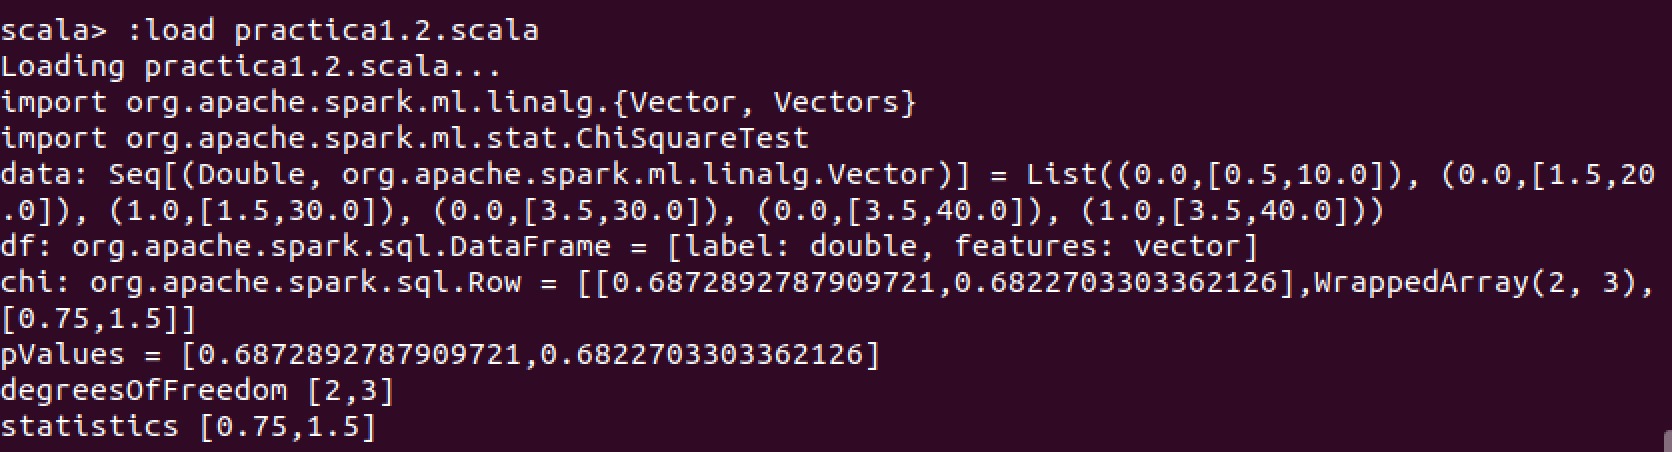 scala> :load practica1.2.scala
Loading practica1.2.scala...
import org.apache.spark.ml.linalg.{Vector, Vectors}
import org.apache.spark.ml.stat.ChiSquareTest
data: Seq[(Double, org.apache.spark.ml.linalg.Vector)] = List((0.0,[0.5,10.0]), (0.0,[1.5,20
.0]), (1.0,[1.5,30.0]), (0.0,[3.5,30.0]), (0.0,[3.5,40.0]), (1.0,[3.5,40.0]))
df: org.apache.spark.sql.DataFrame = [label: double, features: vector]
chi: org.apache.spark.sql.Row = [[0.6872892787909721,0.6822703303362126],WrappedArray(2, 3),
[0.75,1.5]]
pValues = [0.6872892787909721,0.6822703303362126]
degreesOfFreedom [2,3]
statistics [0.75,1.5]